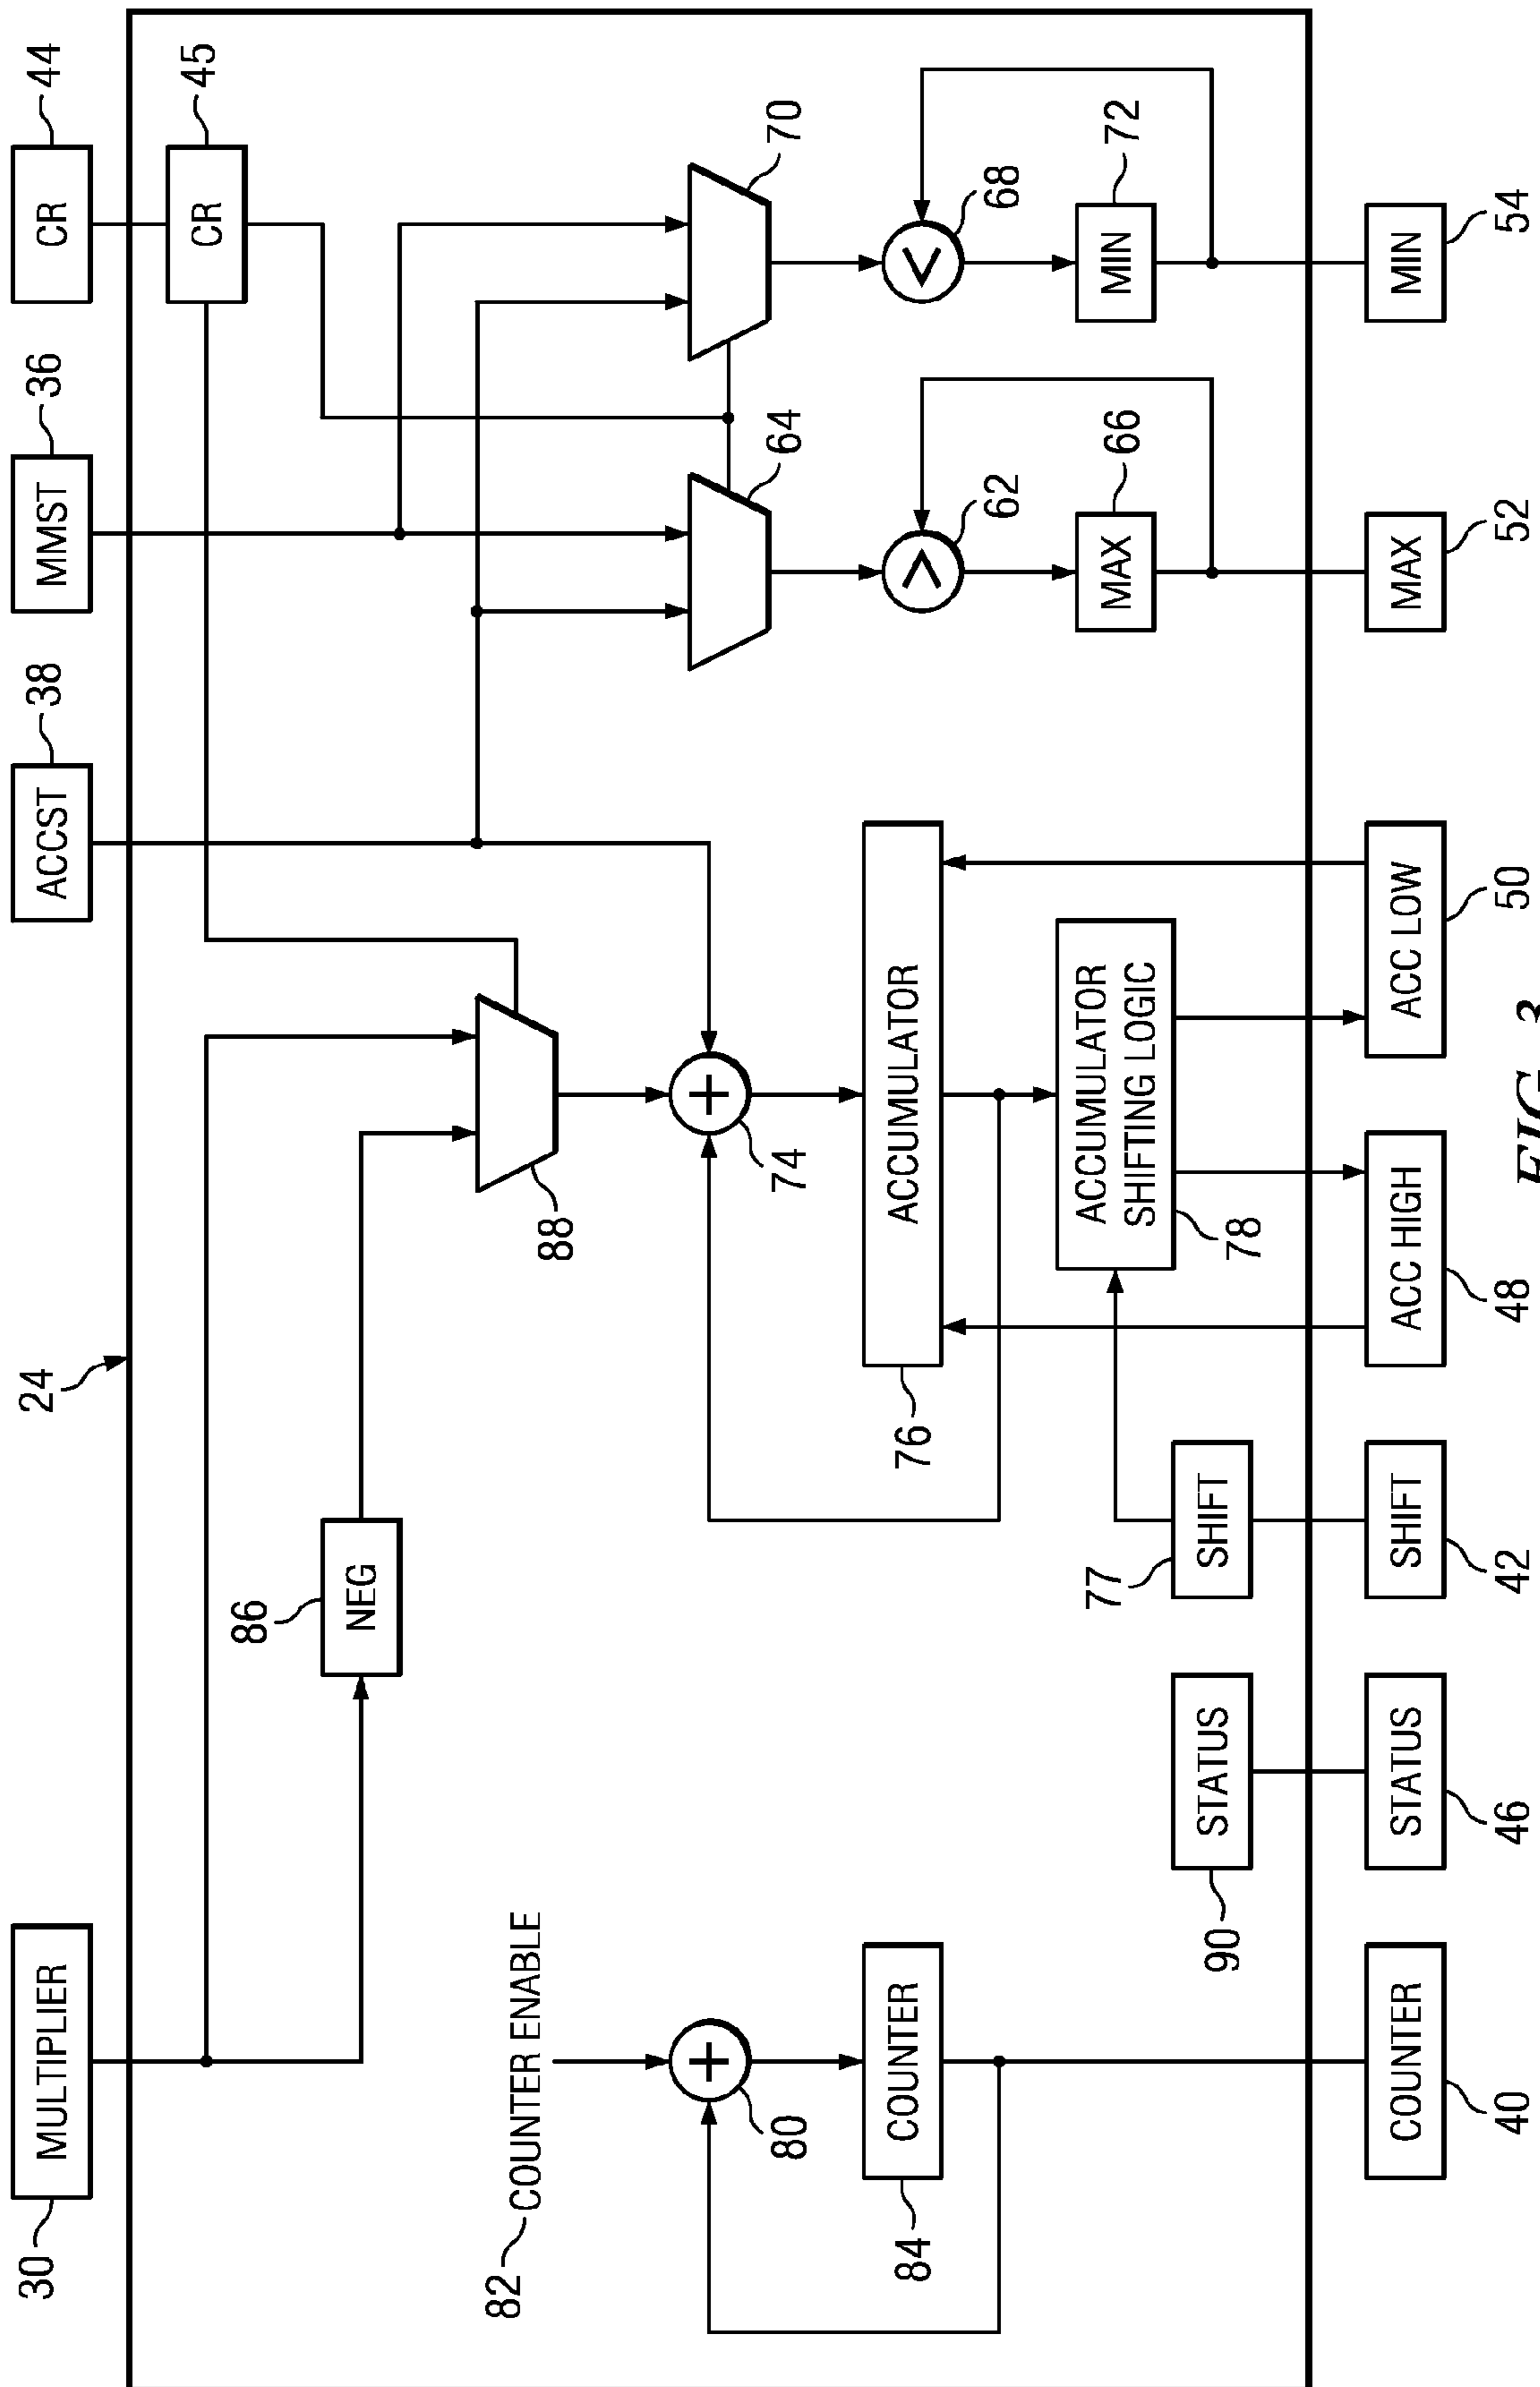 30
MULTIPLIER
24
ACCST
38
MMST
36
CR
44
CR
45
86
NEG
88
82
COUNTER ENABLE
80
74
64
70
84
COUNTER
76
ACCUMULATOR
62
68
MAX
66
MIN
72
ACCUMULATOR
SHIFTING LOGIC
78
77
SHIFT
90
STATUS
COUNTER
40
STATUS
46
SHIFT
42
ACC HIGH
48
ACC LOW
50
MAX
52
MIN
54
FIG. 3